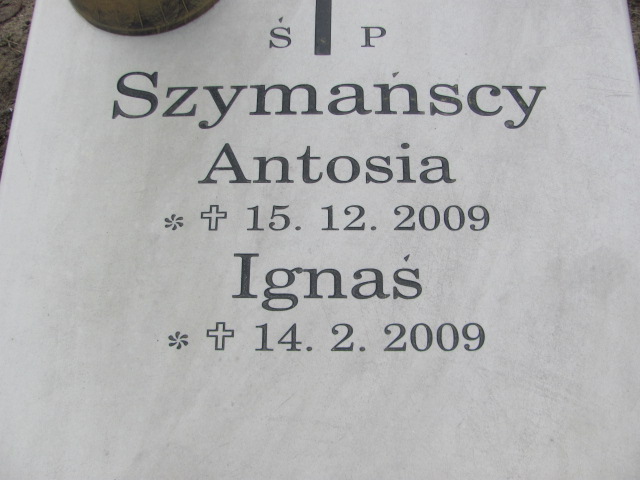 Ś P
Szymańscy
Antosia
* ✝ 15. 12. 2009
Ignaś
* ✝ 14. 2. 2009